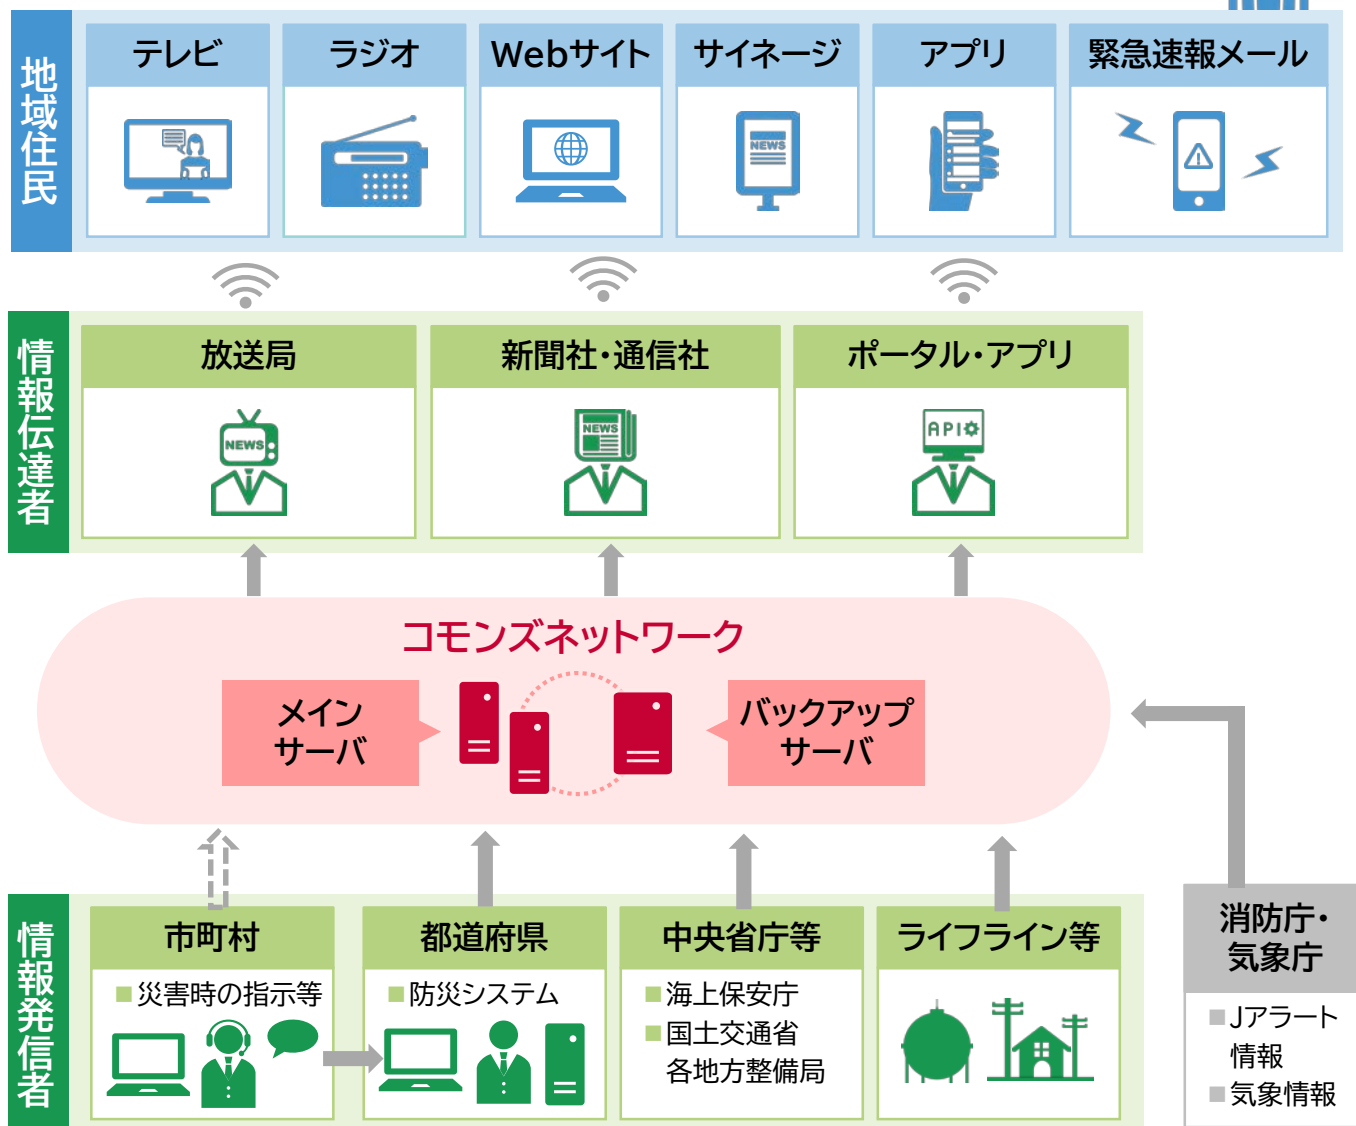 地域住民
テレビ
ラジオ
Webサイト
サイネージ
アプリ
緊急速報メール
NEWS
情報伝達者
放送局
新聞社・通信社
ポータル・アプリ
NEWS
NEWS
API
コモンズネットワーク
メイン
サーバ
バックアップ
サーバ
情報発信者
市町村
■災害時の指示等
都道府県
■防災システム
中央省庁等
■海上保安庁
■国土交通省
各地方整備局
ライフライン等
消防庁・
気象庁
■Jアラート
情報
■気象情報